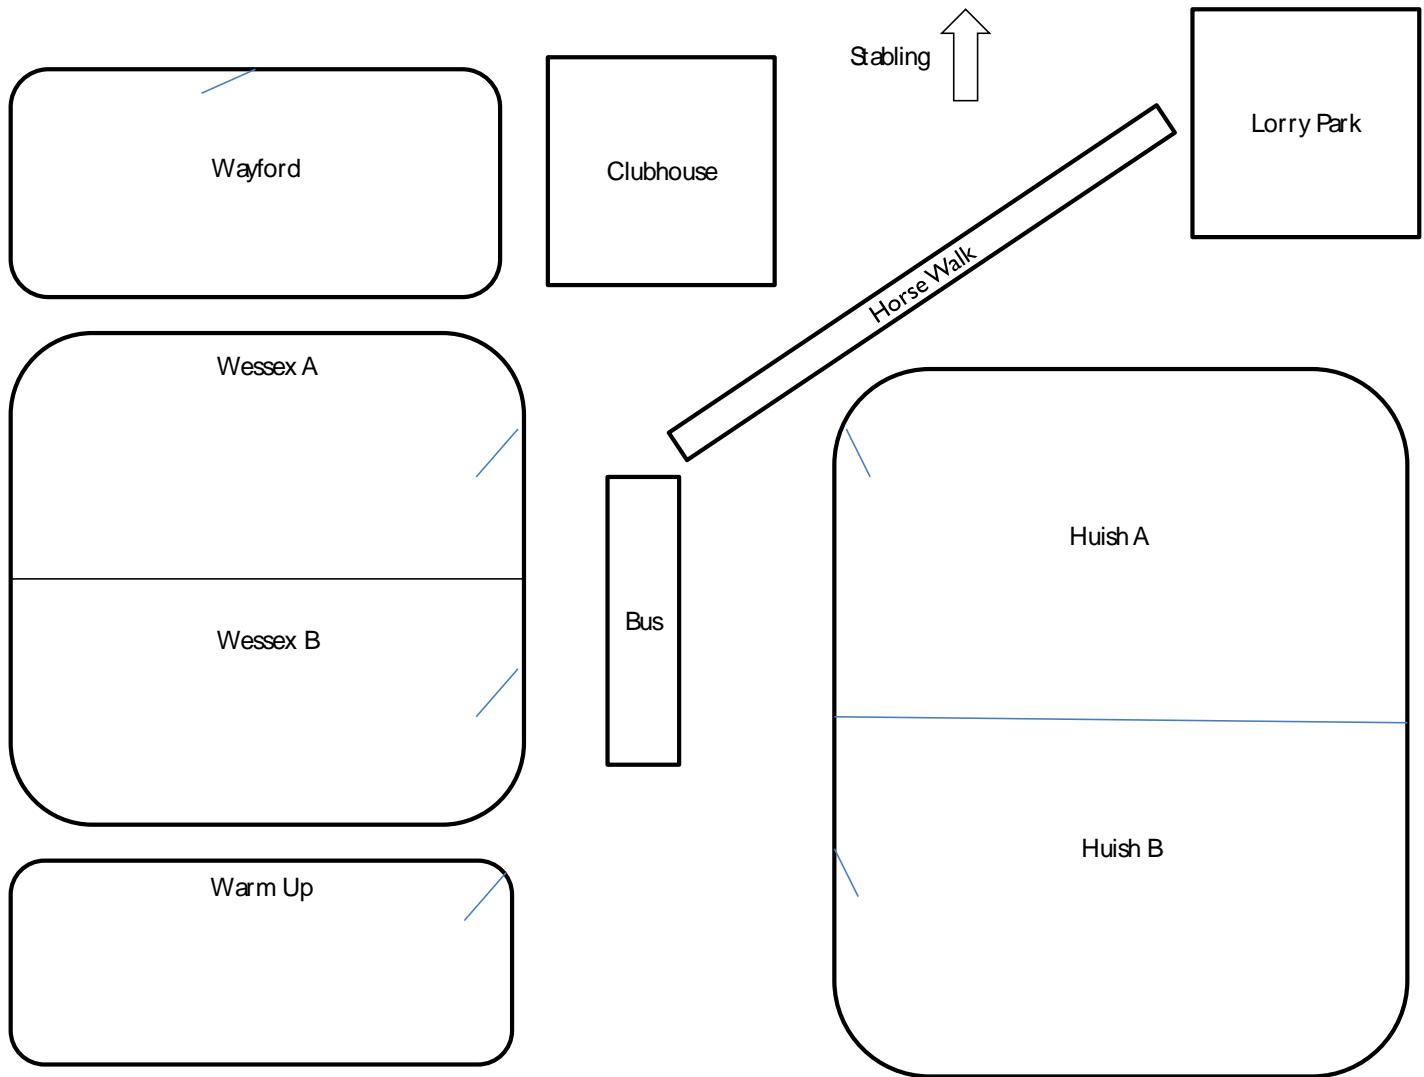 Stabling
Lorry Park
Wayford
Clubhouse
Horse Walk
Wessex A
Huish A
Bus
Wessex B
Huish B
Warm Up